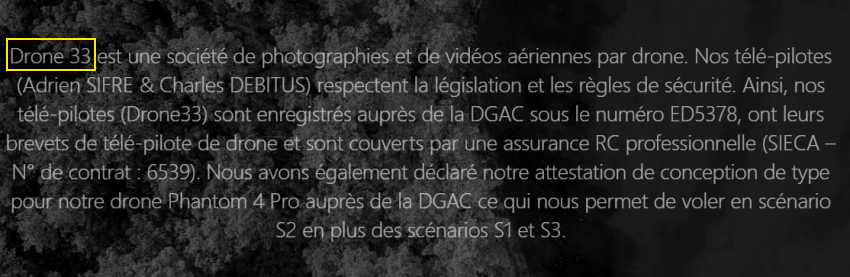 Drone 33 est une société de photographies et de vidéos aériennes par drone. Nos télé-pilotes
(Adrien SIFRE & Charles DEBITUS) respectent la législation et les règles de sécurité. Ainsi, nos
télé-pilotes (Drone33) sont enregistrés auprès de la DGAC sous le numéro ED5378, ont leurs
brevets de télé-pilote de drone et sont couverts par une assurance RC professionnelle (SIECA –
N° de contrat : 6539). Nous avons également déclaré notre attestation de conception de type
pour notre drone Phantom 4 Pro auprès de la DGAC ce qui nous permet de voler en scénario
S2 en plus des scénarios S1 et S3.